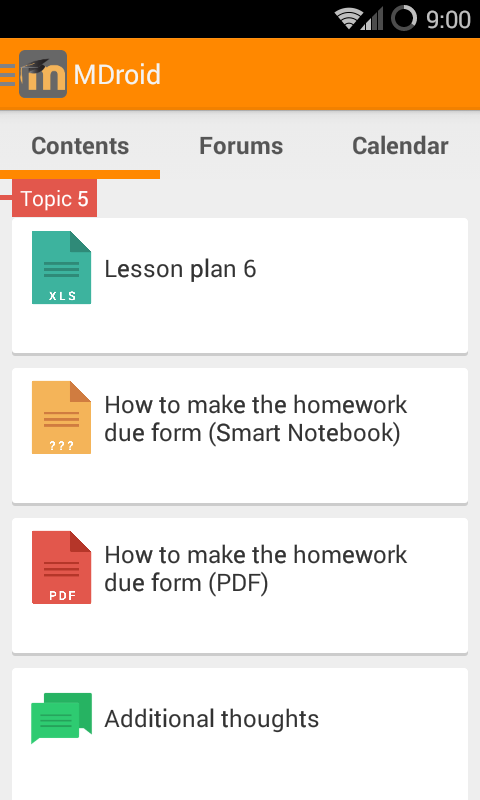 9:00
m MDroid
Contents Forums Calendar
Topic 5
XLS
Lesson plan 6
???
How to make the homework
due form (Smart Notebook)
PDF
How to make the homework
due form (PDF)
Additional thoughts